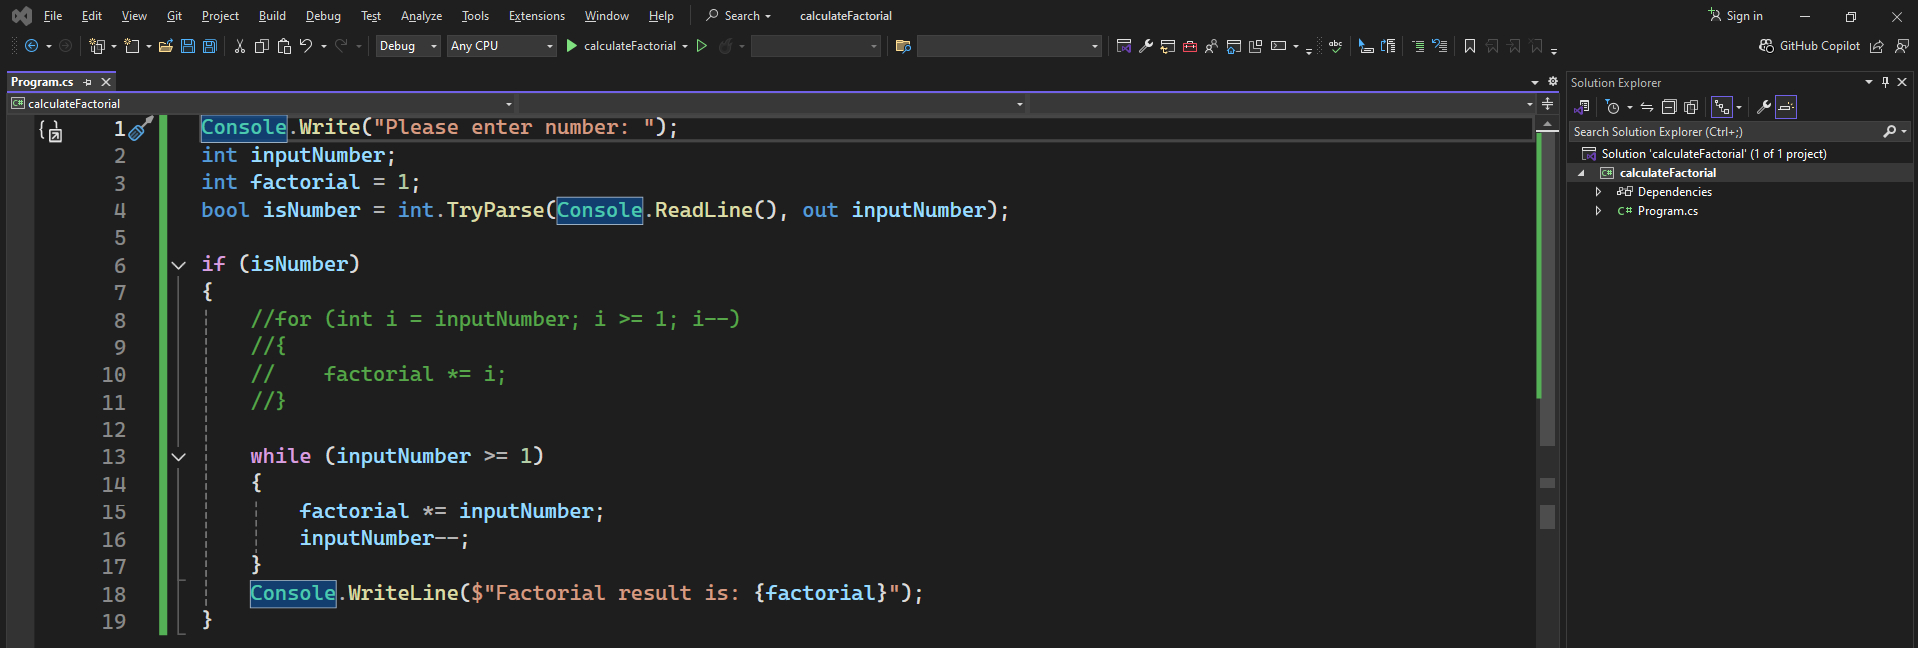 File Edit View Git Project Build Debug Test Analyze Tools Extensions Window Help Search calculateFactorial Sign in
Debug Any CPU calculateFactorial GitHub Copilot
Program.cs
calculateFactorial
1 Console.Write("Please enter number: ");
2 int inputNumber;
3 int factorial = 1;
4 bool isNumber = int.TryParse(Console.ReadLine(), out inputNumber);
5
6 if (isNumber)
7 {
8 //for (int i = inputNumber; i >= 1; i--)
9 //{
10 //    factorial *= i;
11 //}
12
13 while (inputNumber >= 1)
14 {
15 factorial *= inputNumber;
16 inputNumber--;
17 }
18 Console.WriteLine($"Factorial result is: {factorial}");
19 }
Solution Explorer
Search Solution Explorer (Ctrl+;)
Solution 'calculateFactorial' (1 of 1 project)
C# calculateFactorial
Dependencies
C# Program.cs